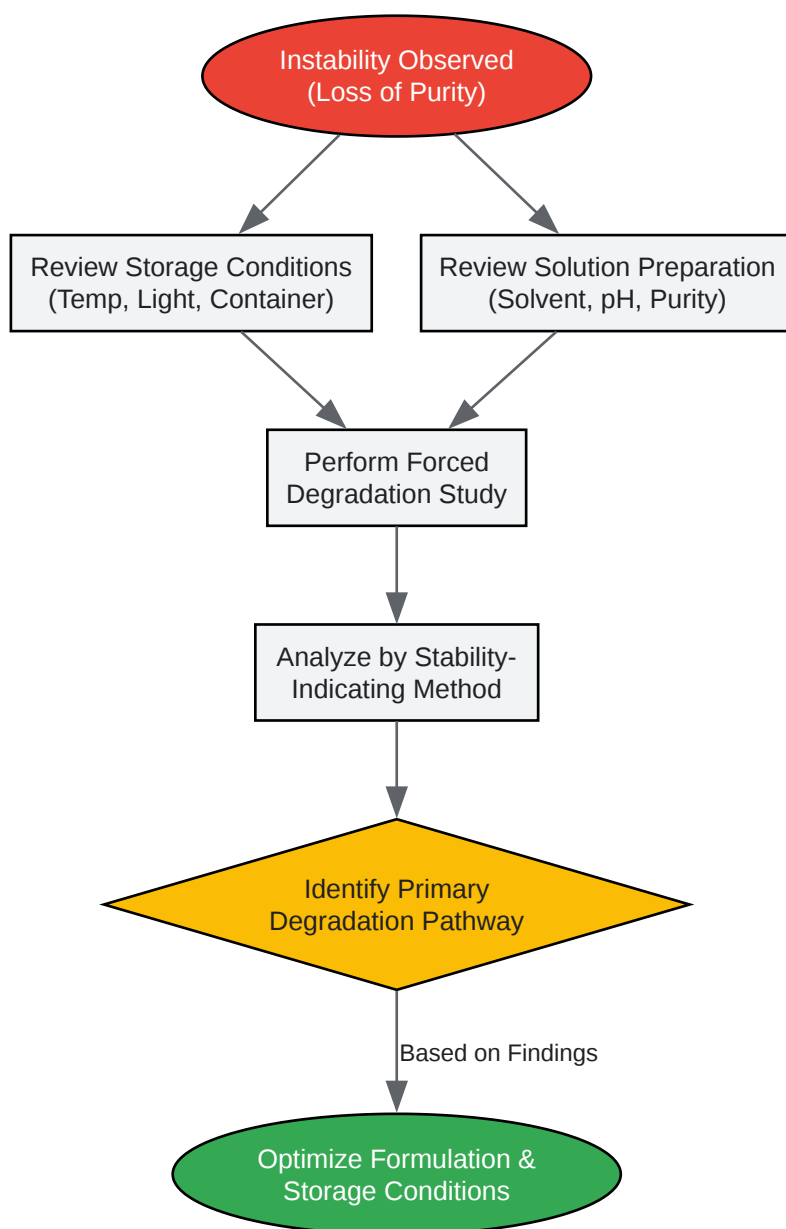 Instability Observed
(Loss of Purity)
Review Storage Conditions
(Temp, Light, Container)
Review Solution Preparation
(Solvent, pH, Purity)
Perform Forced
Degradation Study
Analyze by Stability-
Indicating Method
Identify Primary
Degradation Pathway
Based on Findings
Optimize Formulation &
Storage Conditions